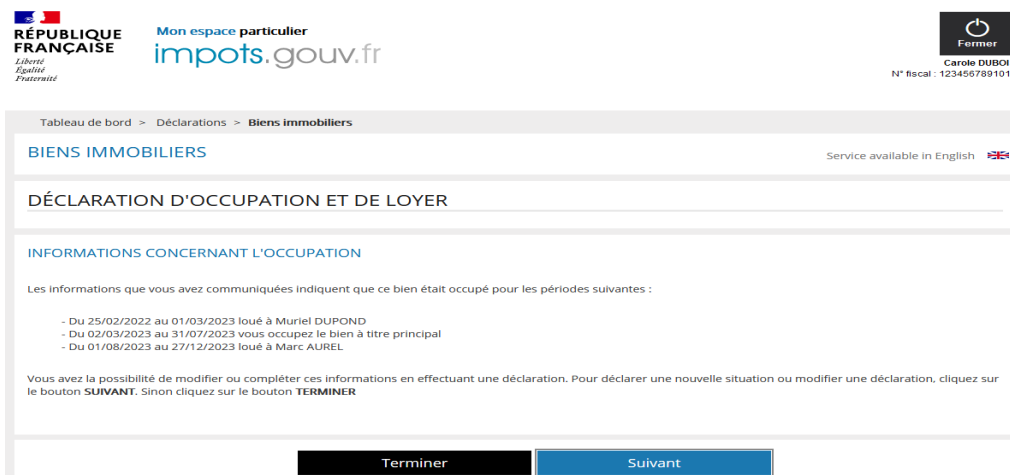 RÉPUBLIQUE
FRANÇAISE
Liberté
Égalité
Fraternité
Mon espace particulier
impots.gouv.fr
Fermer
Carole DUBOI
N° fiscal : 123456789101
Tableau de bord > Déclarations > Biens immobiliers
BIENS IMMOBILIERS
Service available in English
DÉCLARATION D'OCCUPATION ET DE LOYER
INFORMATIONS CONCERNANT L'OCCUPATION
Les informations que vous avez communiquées indiquent que ce bien était occupé pour les périodes suivantes :
- Du 25/02/2022 au 01/03/2023 loué à Muriel DUPOND
- Du 02/03/2023 au 31/07/2023 vous occupez le bien à titre principal
- Du 01/08/2023 au 27/12/2023 loué à Marc AUREL
Vous avez la possibilité de modifier ou compléter ces informations en effectuant une déclaration. Pour déclarer une nouvelle situation ou modifier une déclaration, cliquez sur
le bouton SUIVANT. Sinon cliquez sur le bouton TERMINER
Terminer
Suivant